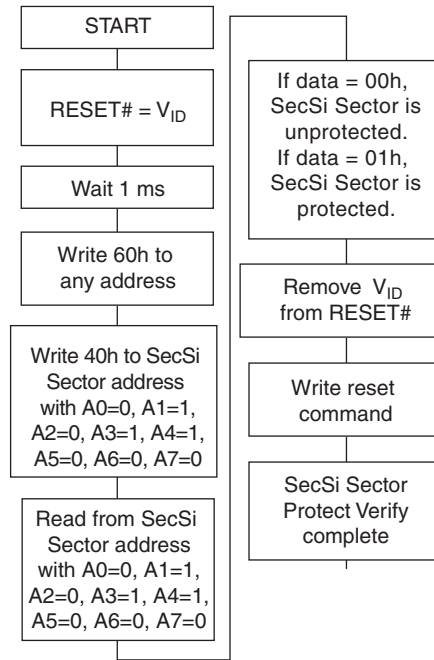 START
RESET# = VID
Wait 1 ms
Write 60h to
any address
Write 40h to SecSi
Sector address
with A0=0, A1=1,
A2=0, A3=1, A4=1,
A5=0, A6=0, A7=0
Read from SecSi
Sector address
with A0=0, A1=1,
A2=0, A3=1, A4=1,
A5=0, A6=0, A7=0
If data = 00h,
SecSi Sector is
unprotected.
If data = 01h,
SecSi Sector is
protected.
Remove VID
from RESET#
Write reset
command
SecSi Sector
Protect Verify
complete